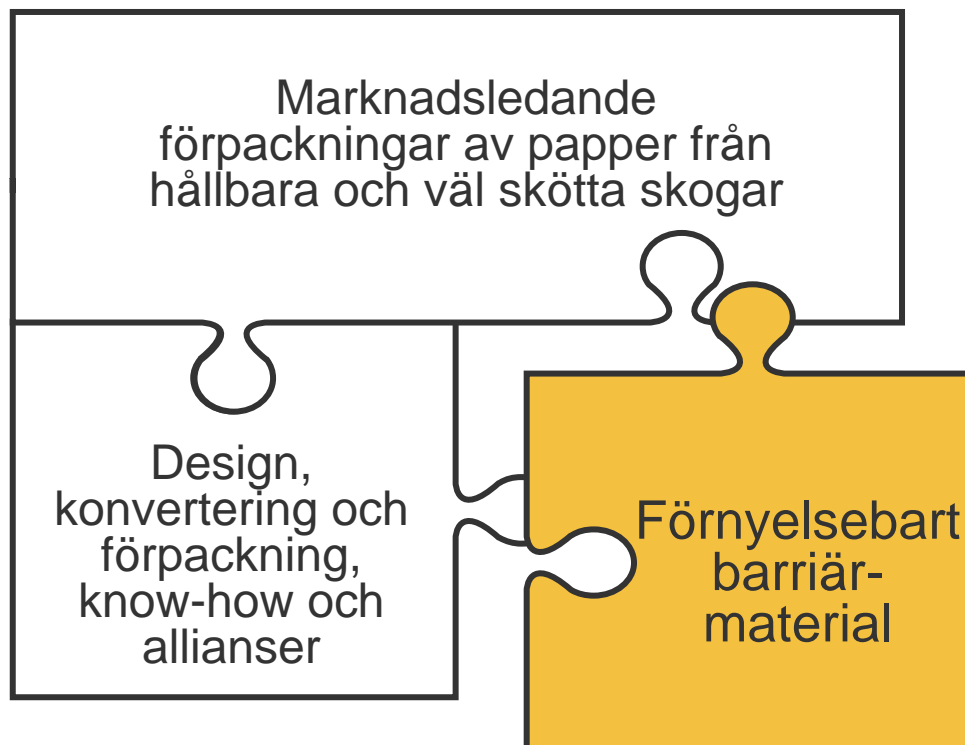 Marknadsledande
förpackningar av papper från
hållbara och väl skötta skogar
Design,
konvertering och
förpackning,
know-how och
allianser
Förnyelsebart
barriär-
material